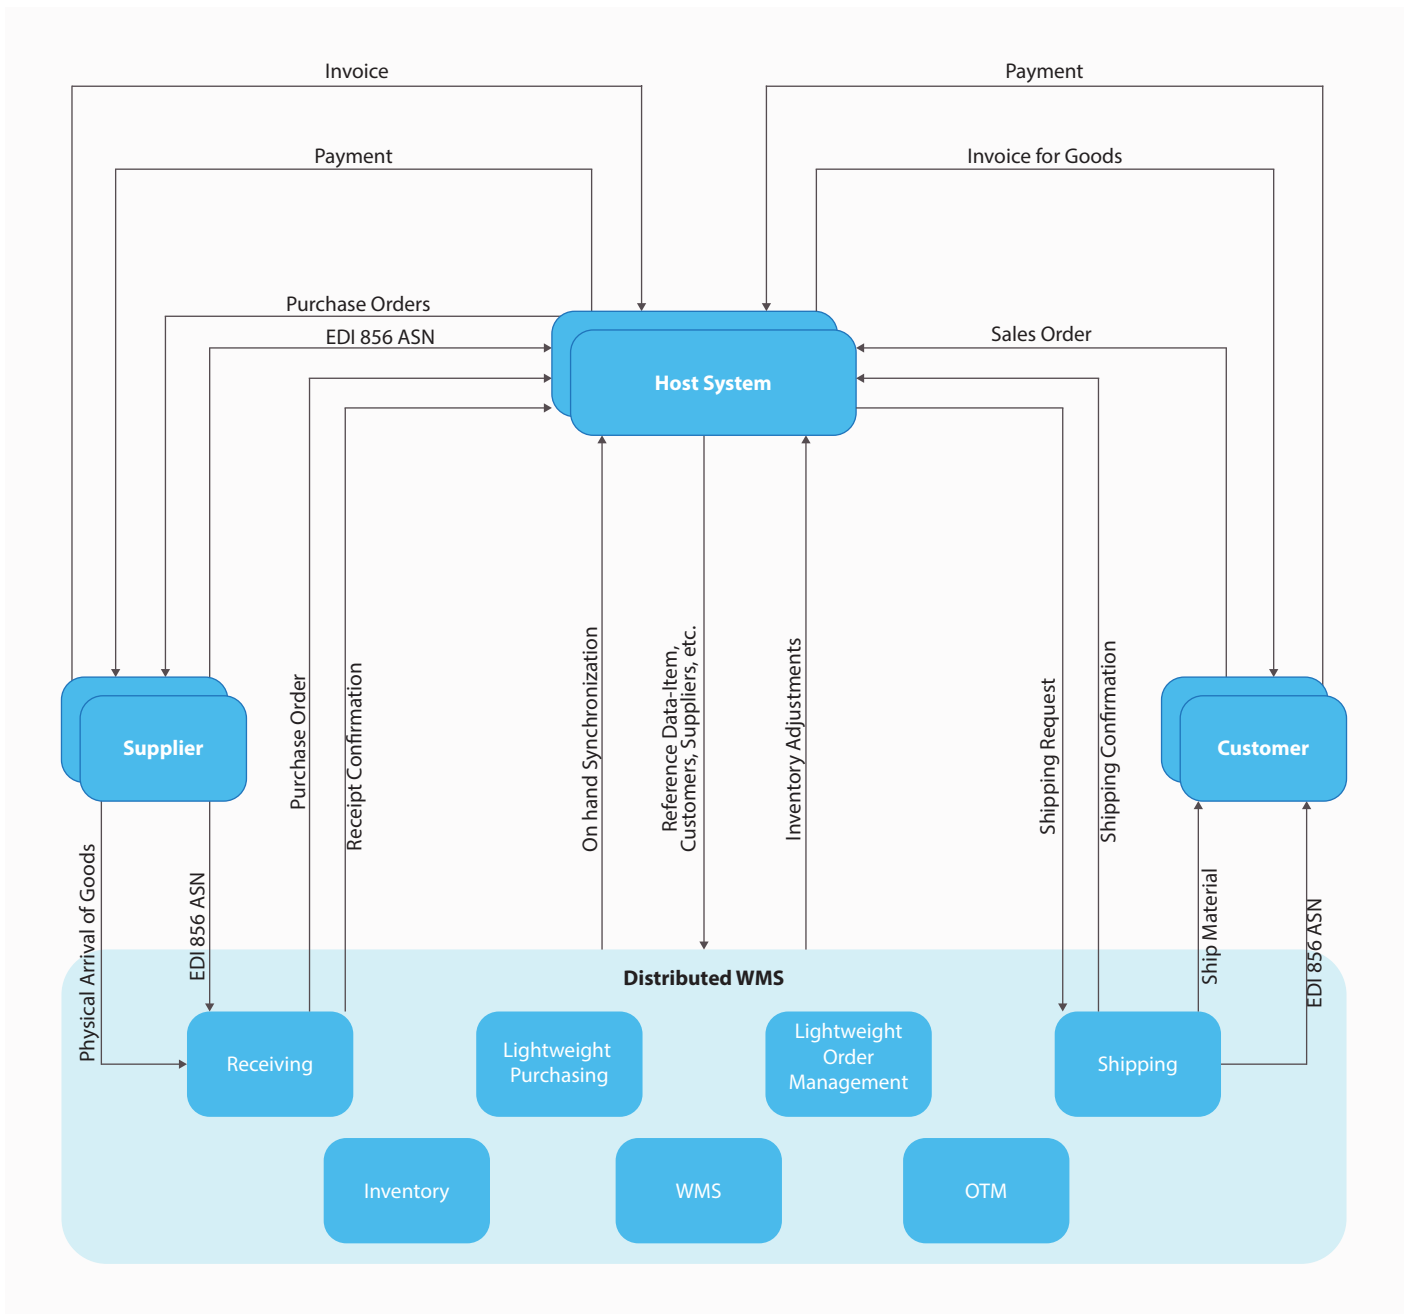 Invoice
Payment
Payment
Invoice for Goods
Purchase Orders
EDI 856 ASN
Sales Order
Host System
Supplier
Customer
Purchase Order
Receipt Confirmation
On hand Synchronization
Reference Data-Item,
Customers, Suppliers, etc.
Inventory Adjustments
Shipping Request
Shipping Confirmation
Physical Arrival of Goods
EDI 856 ASN
Ship Material
EDI 856 ASN
Distributed WMS
Receiving
Lightweight
Purchasing
Lightweight
Order
Management
Shipping
Inventory
WMS
OTM